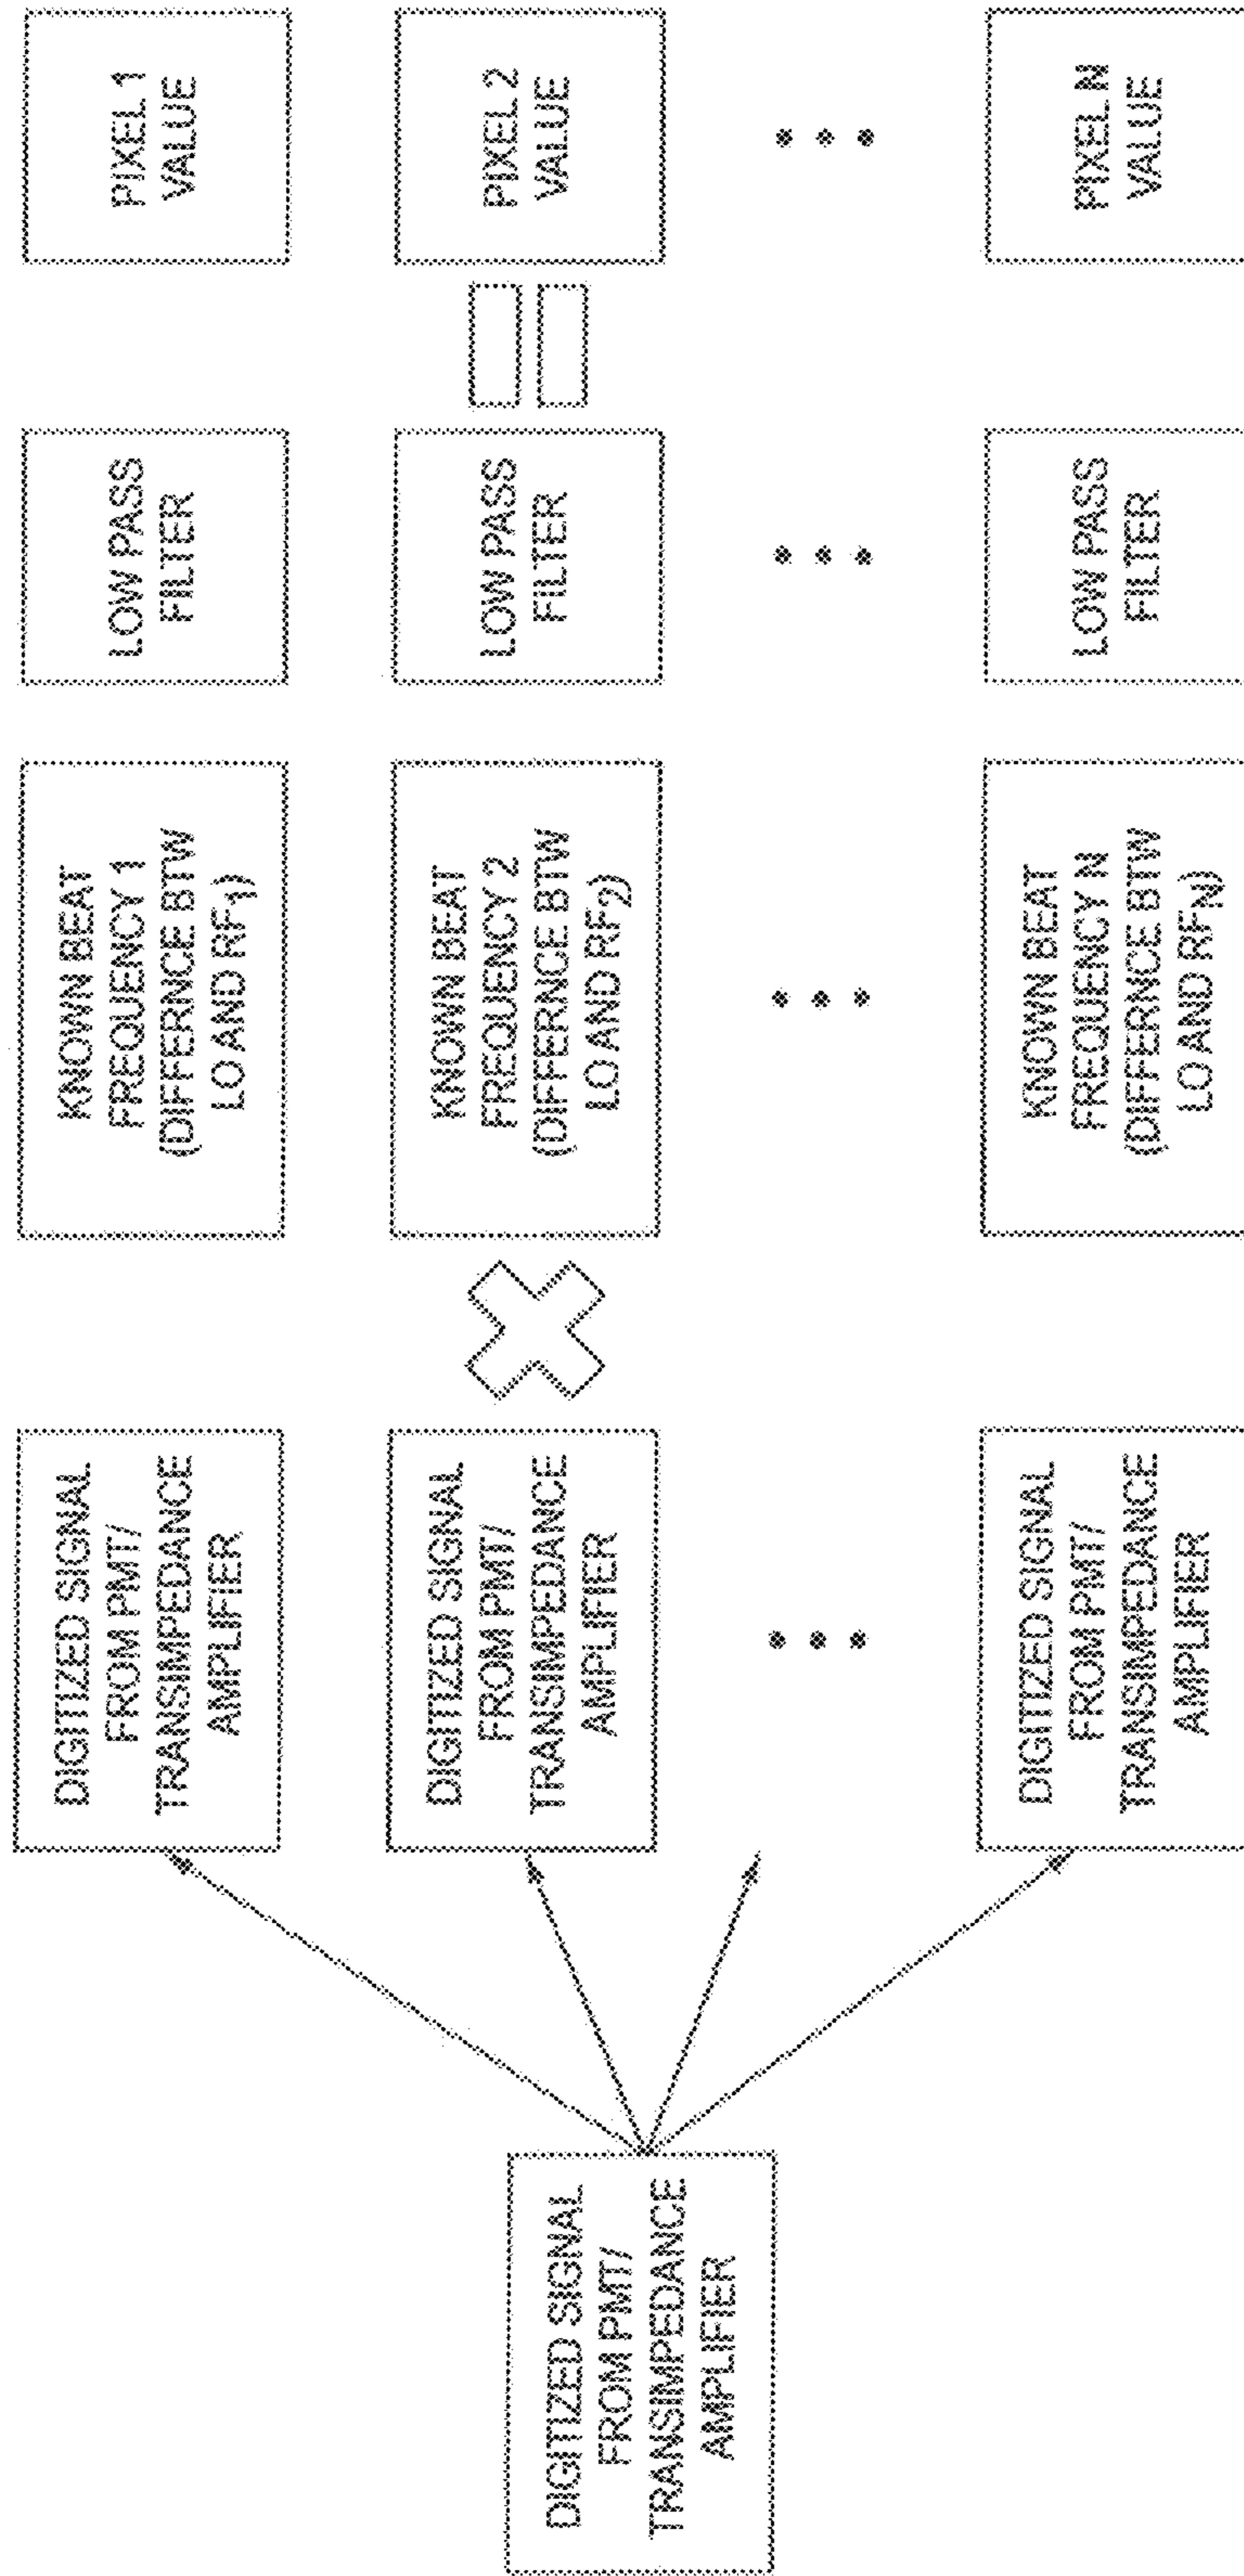 DIGITIZED SIGNAL
FROM PMT/
TRANSIMPEDANCE
AMPLIFIER
DIGITIZED SIGNAL
FROM PMT/
TRANSIMPEDANCE
AMPLIFIER
KNOWN BEAT
FREQUENCY 1
(DIFFERNCE BTW
LO AND RF₁)
LOW PASS
FILTER
PIXEL 1
VALUE
DIGITIZED SIGNAL
FROM PMT/
TRANSIMPEDANCE
AMPLIFIER
KNOWN BEAT
FREQUENCY 2
(DIFFERNCE BTW
LO AND RF₂)
LOW PASS
FILTER
PIXEL 2
VALUE
DIGITIZED SIGNAL
FROM PMT/
TRANSIMPEDANCE
AMPLIFIER
KNOWN BEAT
FREQUENCY N
(DIFFERNCE BTW
LO AND RF_N)
LOW PASS
FILTER
PIXEL N
VALUE